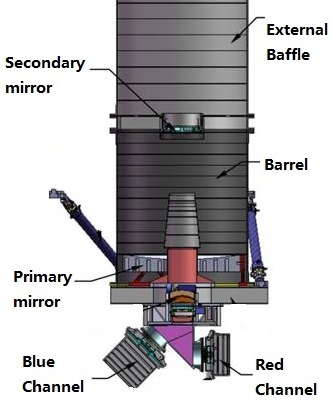 External
Baffle
Secondary
mirror
Barrel
Primary
mirror
Blue
Channel
Red
Channel